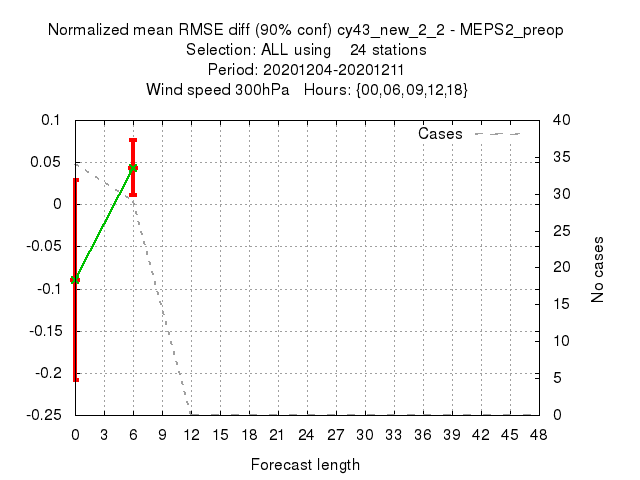 Normalized mean RMSE diff (90% conf) cy43_new_2_2 - MEPS2_preop
Selection: ALL using    24 stations
Period: 20201204-20201211
Wind speed 300hPa   Hours: {00,06,09,12,18}
Cases
0.1
0.05
0
-0.05
-0.1
-0.15
-0.2
-0.25
40
35
30
25
20
15
10
5
0
No cases
0 3 6 9 12 15 18 21 24 27 30 33 36 39 42 45 48
Forecast length